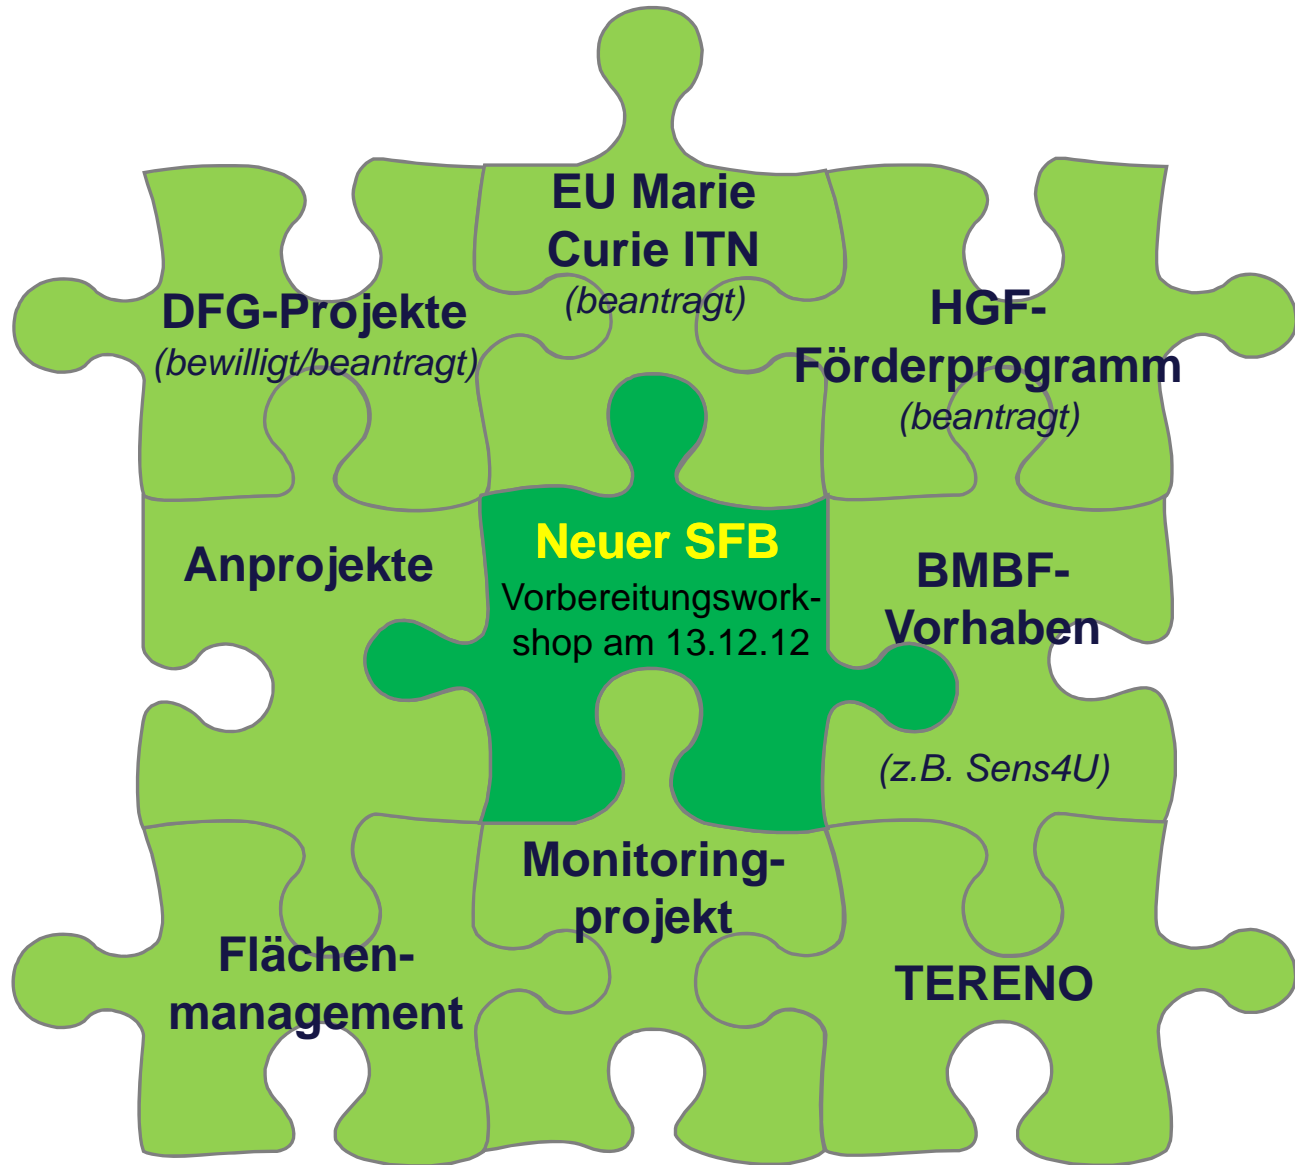 EU Marie
Curie ITN
(beantragt)
DFG-Projekte
(bewilligt/beantragt)
HGF-
Förderprogramm
(beantragt)
Anprojekte
Neuer SFB
Vorbereitungswork-
shop am 13.12.12
BMBF-
Vorhaben
(z.B. Sens4U)
Flächen-
management
Monitoring-
projekt
TERENO